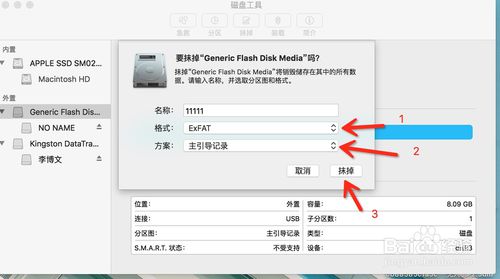 磁盘工具
急救 分区 抹掉 装载 简介
内置
APPLE SSD SM02...
Macintosh HD
外置
Generic Flash Dis...
NO NAME
Kingston DataTra...
李博文
要抹掉“Generic Flash Disk Media”吗?
抹掉“Generic Flash Disk Media”将销毁储存在其中的所有数据。请输入名称,并选取分区图和格式。
名称: 11111
格式: ExFAT
1
方案: 主引导记录
2
取消 抹掉
3
位置: 外置 容量: 8.09 GB
连接: USB 子分区数: 1
分区图: 主引导记录 类型: 磁盘
S.M.A.R.T. 状态: 不受支持 设备:
Baidu 经验